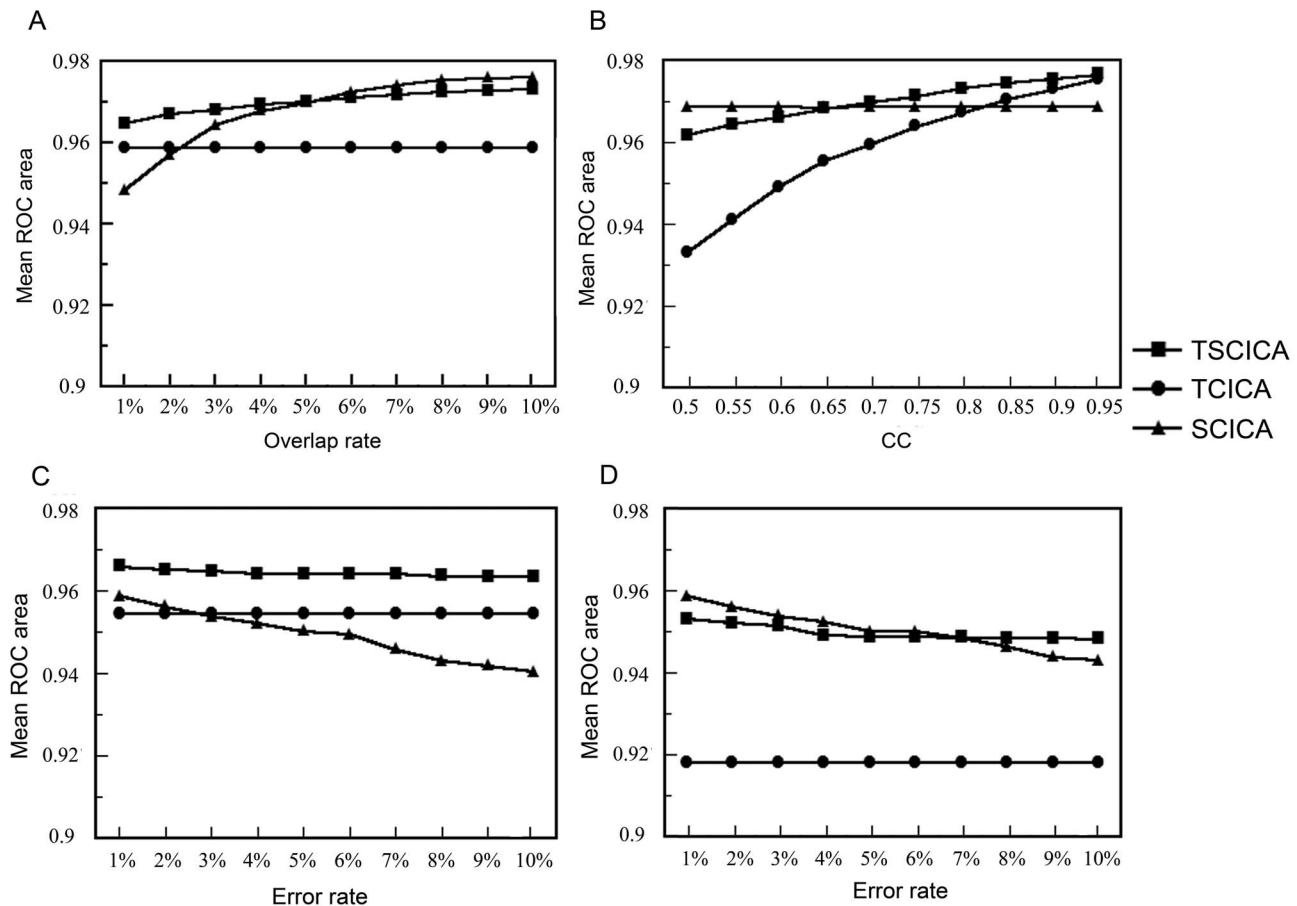 A
0.98
0.96
0.94
0.92
0.9
Mean ROC area
1% 2% 3% 4% 5% 6% 7% 8% 9% 10%
Overlap rate
B
0.98
0.96
0.94
0.92
0.9
Mean ROC area
0.5 0.55 0.6 0.65 0.7 0.75 0.8 0.85 0.9 0.95
CC
TSCICA
TCICA
SCICA
C
0.98
0.96
0.94
0.92
0.9
Mean ROC area
1% 2% 3% 4% 5% 6% 7% 8% 9% 10%
Error rate
D
0.98
0.96
0.94
0.92
0.9
Mean ROC area
1% 2% 3% 4% 5% 6% 7% 8% 9% 10%
Error rate